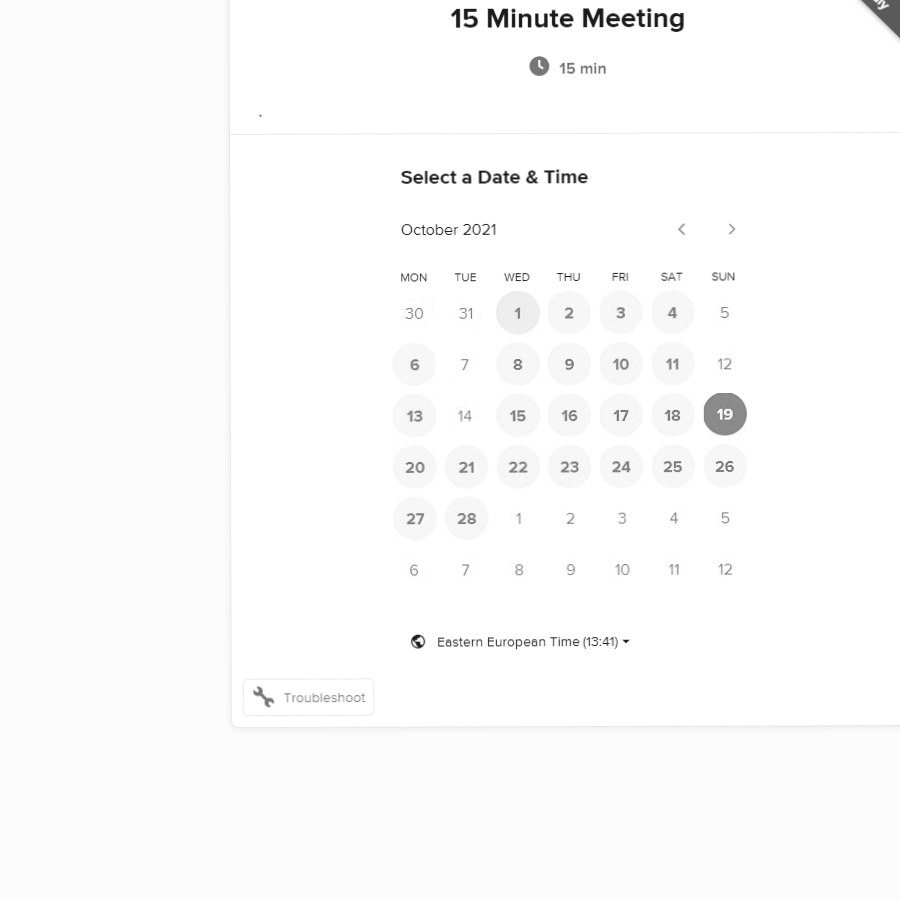 15 Minute Meeting
15 min
.
Select a Date & Time
October 2021
MON TUE WED THU FRI SAT SUN
30 31 1 2 3 4 5
6 7 8 9 10 11 12
13 14 15 16 17 18 19
20 21 22 23 24 25 26
27 28 1 2 3 4 5
6 7 8 9 10 11 12
Eastern European Time (13:41)
Troubleshoot